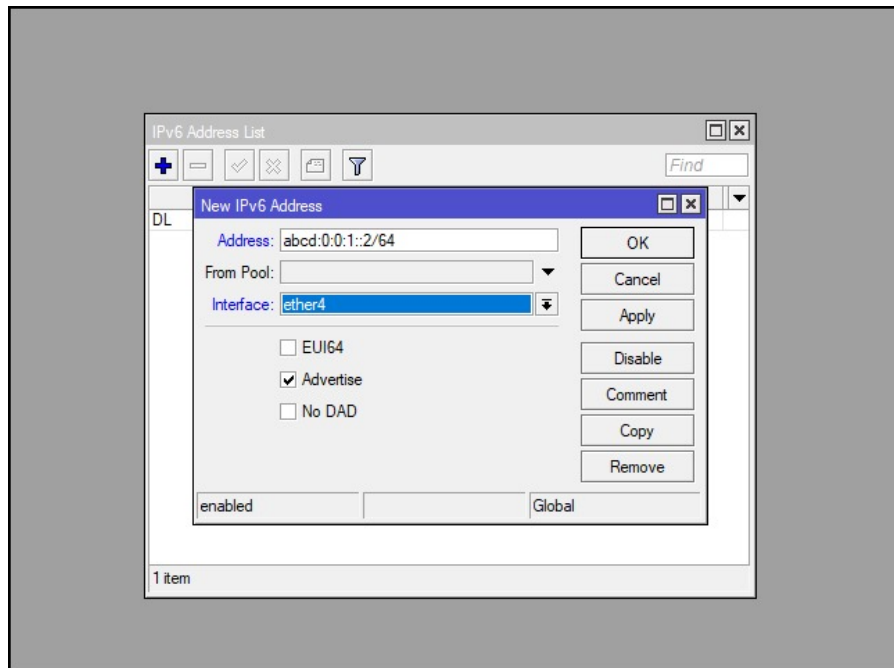 IPv6 Address List
Find
DL
New IPv6 Address
Address: abcd:0:0:1::2/64
OK
From Pool:
Cancel
Interface: ether4
Apply
EUI64
Disable
Advertise
Comment
No DAD
Copy
Remove
enabled
Global
1 item